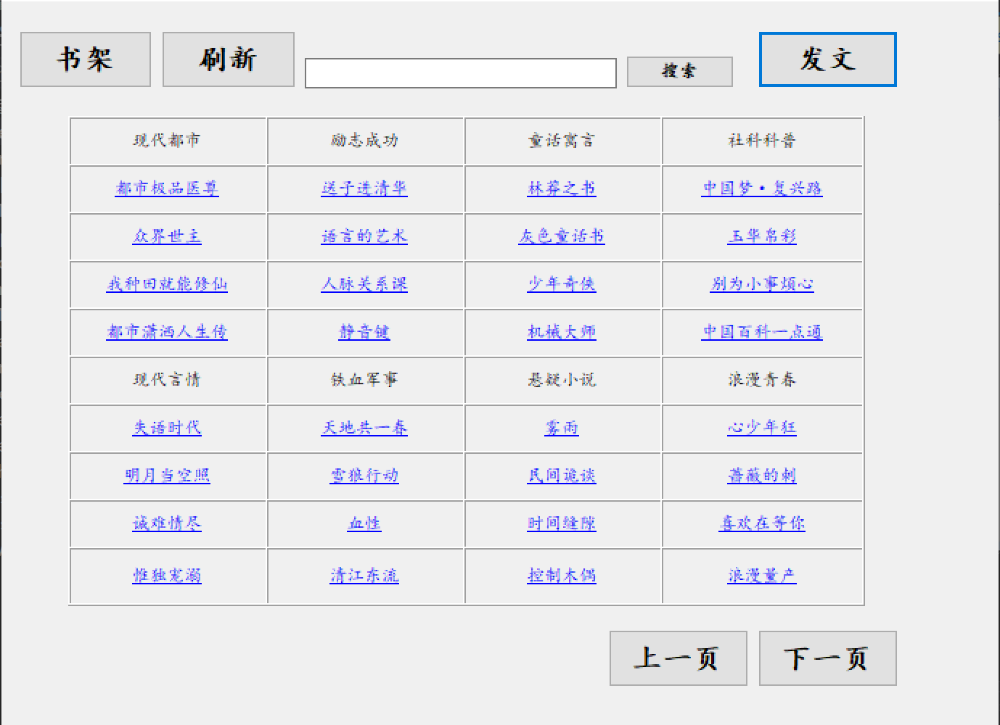 书架 刷新 搜索 发文
现代都市 励志成功 童话寓言 社科科普
都市极品医尊 送子进清华 林莽之书 中国梦·复兴路
众界世主 语言的艺术 灰色童话书 玉华帛彩
我种田就能修仙 人脉关系课 少年奇侠 别为小事烦心
都市潇洒人生传 静音键 机械大师 中国百科一点通
现代言情 铁血军事 悬疑小说 浪漫青春
失语时代 天地共一春 雾雨 心少年狂
明月当空照 雪狼行动 民间诡谈 蔷薇的刺
诚难情尽 血性 时间缝隙 喜欢在等你
惟独宠溺 清江东流 控制木偶 浪漫量产
上一页 下一页